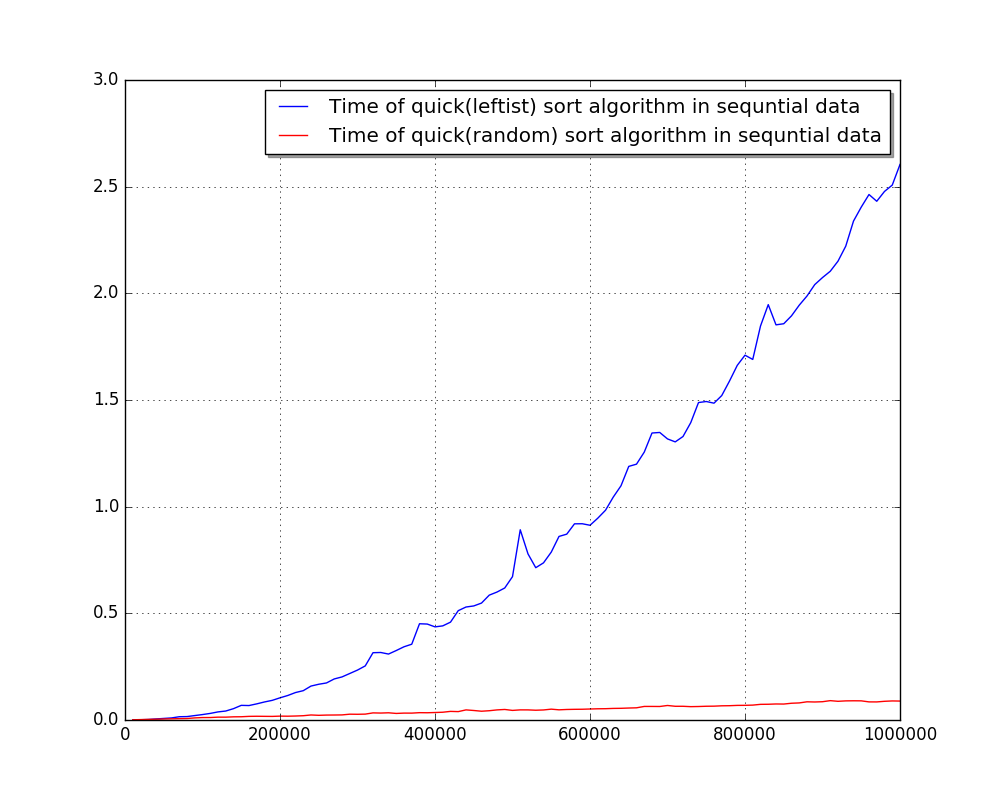 3.0
Time of quick(leftist) sort algorithm in sequntial data
Time of quick(random) sort algorithm in sequntial data
2.5
2.0
1.5
1.0
0.5
0.0
0 200000 400000 600000 800000 1000000